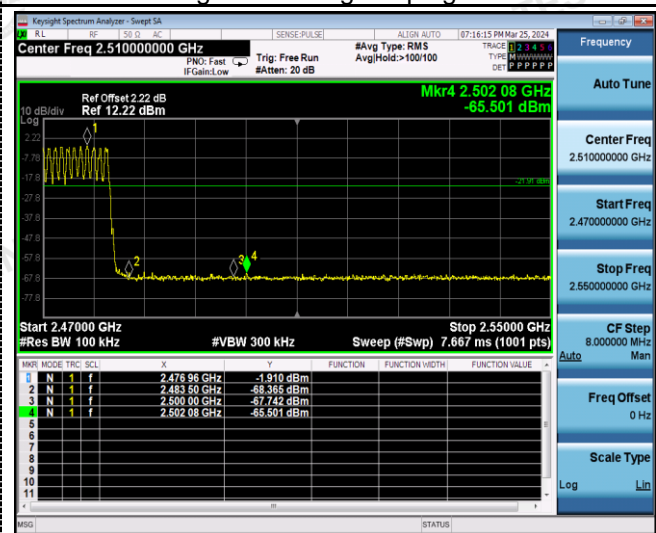 Keysight Spectrum Analyzer - Swept SA
RL RF 50 Ω AC SENSE:PULSE ALIGN AUTO 07:16:15 PM Mar 25, 2024
Center Freq 2.510000000 GHz
PNO: Fast
IFGain:Low
Trig: Free Run
#Atten: 20 dB
#Avg Type: RMS
Avg|Hold:>100/100
TRACE 1 2 3 4 5 6
TYPE M W W W W W
DET P P P P P P
Ref Offset 2.22 dB
10 dB/div Ref 12.22 dBm
Log
Mkr4 2.502 08 GHz
-65.501 dBm
1
2.22
-7.78
-17.8
-21.91 dBm
-27.8
-37.8
-47.8
-57.8
2 3 4
-67.8
-77.8
Start 2.47000 GHz Stop 2.55000 GHz
#Res BW 100 kHz #VBW 300 kHz Sweep (#Swp) 7.667 ms (1001 pts)
MKR MODE TRC SCL X Y FUNCTION FUNCTION WIDTH FUNCTION VALUE
1 N 1 f 2.476 96 GHz -1.910 dBm
2 N 1 f 2.483 50 GHz -68.365 dBm
3 N 1 f 2.500 00 GHz -67.742 dBm
4 N 1 f 2.502 08 GHz -65.501 dBm
5
6
7
8
9
10
11
MSG STATUS
Frequency
Auto Tune
Center Freq
2.510000000 GHz
Start Freq
2.470000000 GHz
Stop Freq
2.550000000 GHz
CF Step
8.000000 MHz
Auto Man
Freq Offset
0 Hz
Scale Type
Log Lin